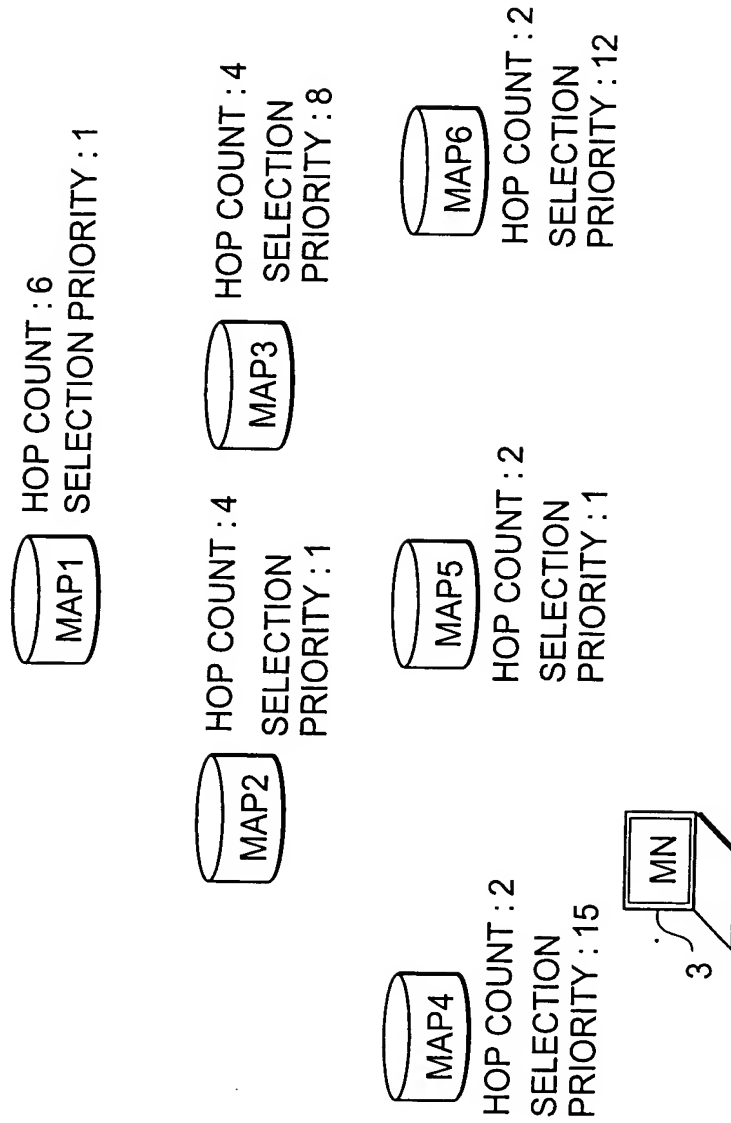 MAP1
HOP COUNT : 6
SELECTION PRIORITY : 1
MAP2
HOP COUNT : 4
SELECTION
PRIORITY : 1
MAP3
HOP COUNT : 4
SELECTION
PRIORITY : 8
MAP4
HOP COUNT : 2
SELECTION
PRIORITY : 15
MAP5
HOP COUNT : 2
SELECTION
PRIORITY : 1
MAP6
HOP COUNT : 2
SELECTION
PRIORITY : 12
MN
3